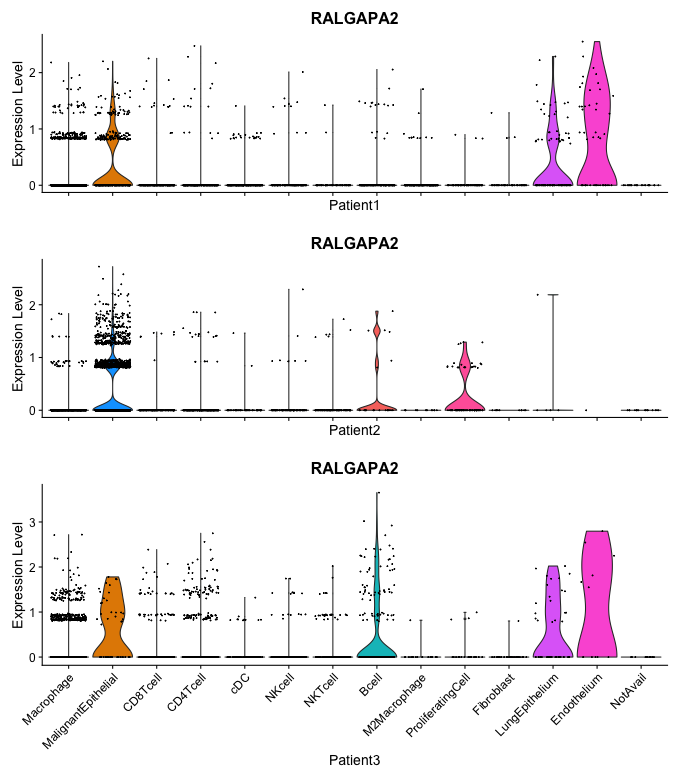 RALGAPA2
Expression Level
2
1
0
Patient1
RALGAPA2
Expression Level
2
1
0
Patient2
RALGAPA2
Expression Level
3
2
1
0
Macrophage
MalignantEpithelial
CD8Tcell
CD4Tcell
cDC
NKcell
NKTcell
Bcell
M2Macrophage
ProliferatingCell
Fibroblast
LungEpithelium
Endothelium
NotAvail
Patient3